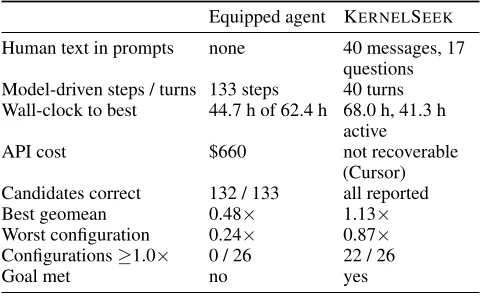 Equipped agent KERNELSEEK
Human text in prompts none 40 messages, 17
questions
Model-driven steps / turns 133 steps 40 turns
Wall-clock to best 44.7 h of 62.4 h 68.0 h, 41.3 h
active
API cost $660 not recoverable
(Cursor)
Candidates correct 132 / 133 all reported
Best geomean 0.48× 1.13×
Worst configuration 0.24× 0.87×
Configurations ≥1.0× 0 / 26 22 / 26
Goal met no yes